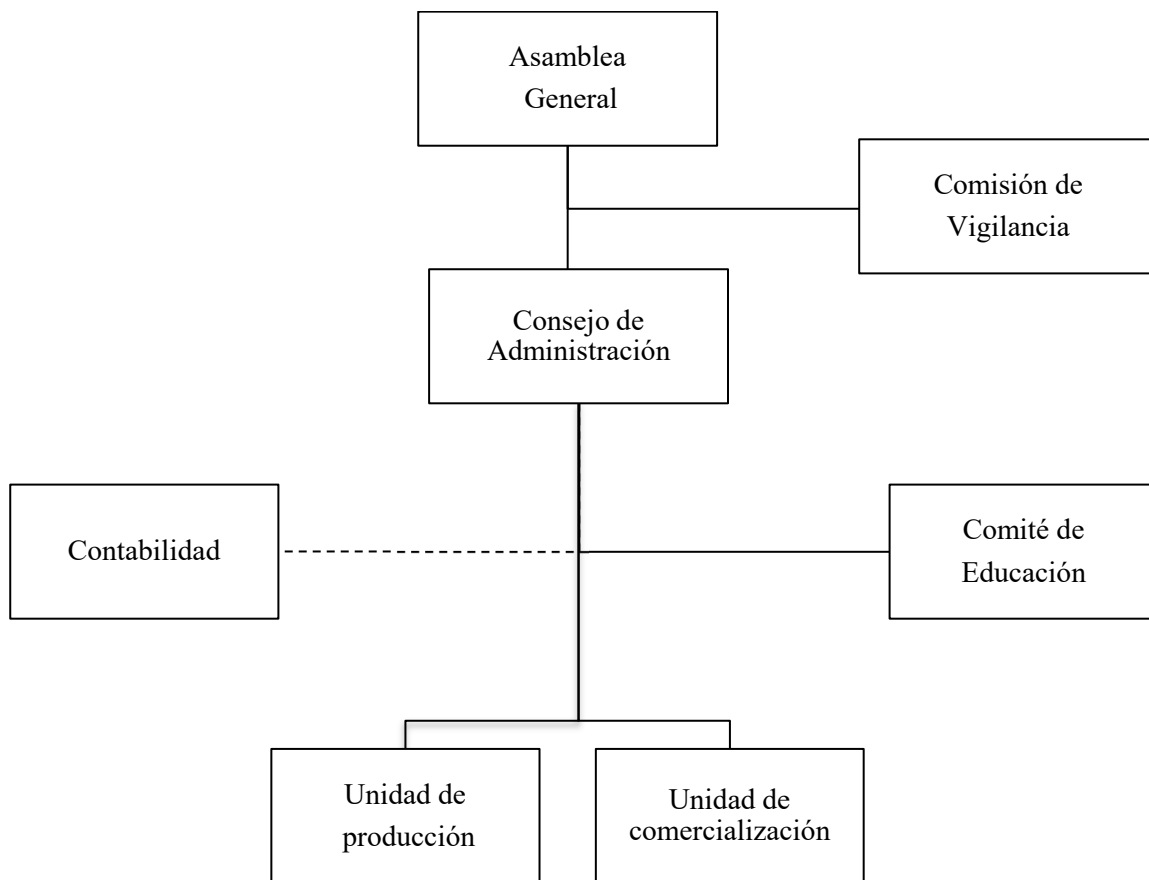 Asamblea
General
Comisión de
Vigilancia
Consejo de
Administración
Contabilidad
Comité de
Educación
Unidad de
producción
Unidad de
comercialización